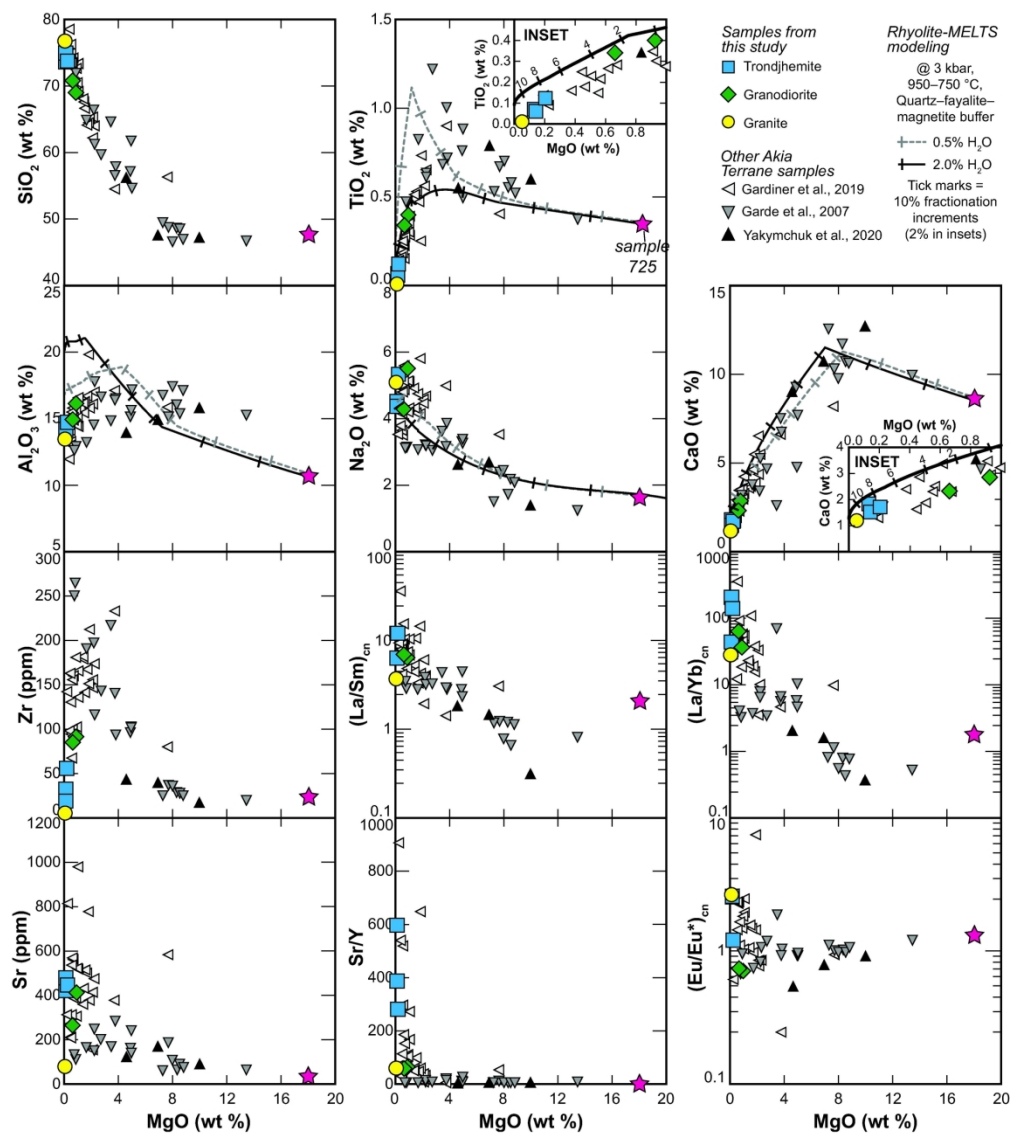 80
70
60
50
40
SiO2 (wt %)
1.5
1.0
0.5
0.0
TiO2 (wt %)
INSET
0.4
0.3
0.2
0.1
0.0
TiO2 (wt %)
10
8
6
4
2
0.0 0.2 0.4 0.6 0.8
MgO (wt %)
sample
725
Samples from
this study
Trondjhemite
Granodiorite
Granite
Other Akia
Terrane samples
Gardiner et al., 2019
Garde et al., 2007
Yakymchuk et al., 2020
Rhyolite-MELTS
modeling
@ 3 kbar,
950–750 °C,
Quartz–fayalite–
magnetite buffer
0.5% H2O
2.0% H2O
Tick marks =
10% fractionation
increments
(2% in insets)
25
20
15
10
5
Al2O3 (wt %)
6
4
2
0
Na2O (wt %)
15
10
5
0
CaO (wt %)
MgO (wt %)
0.0 0.2 0.4 0.6 0.8
INSET
4
3
2
1
CaO (wt %)
10
8
6
4
2
300
250
200
150
100
50
0
Zr (ppm)
100
10
1
0.1
(La/Sm)cn
1000
100
10
1
0.1
(La/Yb)cn
1200
1000
800
600
400
200
0
Sr (ppm)
0 4 8 12 16 20
MgO (wt %)
1000
800
600
400
200
0
Sr/Y
0 4 8 12 16 20
MgO (wt %)
10
1
0.1
(Eu/Eu*)cn
0 4 8 12 16 20
MgO (wt %)